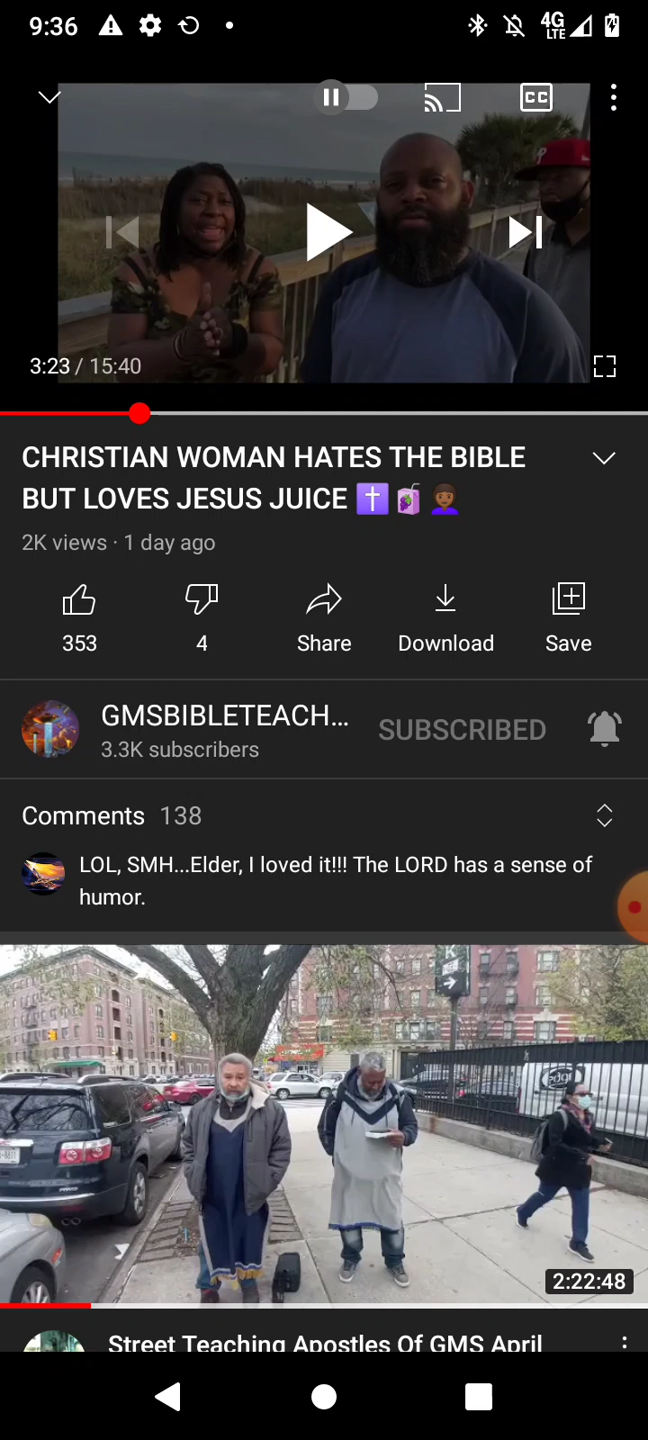 9:36
4G
LTE
CC
3:23 / 15:40
CHRISTIAN WOMAN HATES THE BIBLE
BUT LOVES JESUS JUICE ✝️🧃👩🏾‍🦱
2K views · 1 day ago
353
4
Share
Download
Save
GMSBIBLETEACH...
SUBSCRIBED
3.3K subscribers
Comments 138
LOL, SMH...Elder, I loved it!!! The LORD has a sense of
humor.
edge
2:22:48
Street Teaching Apostles Of GMS April